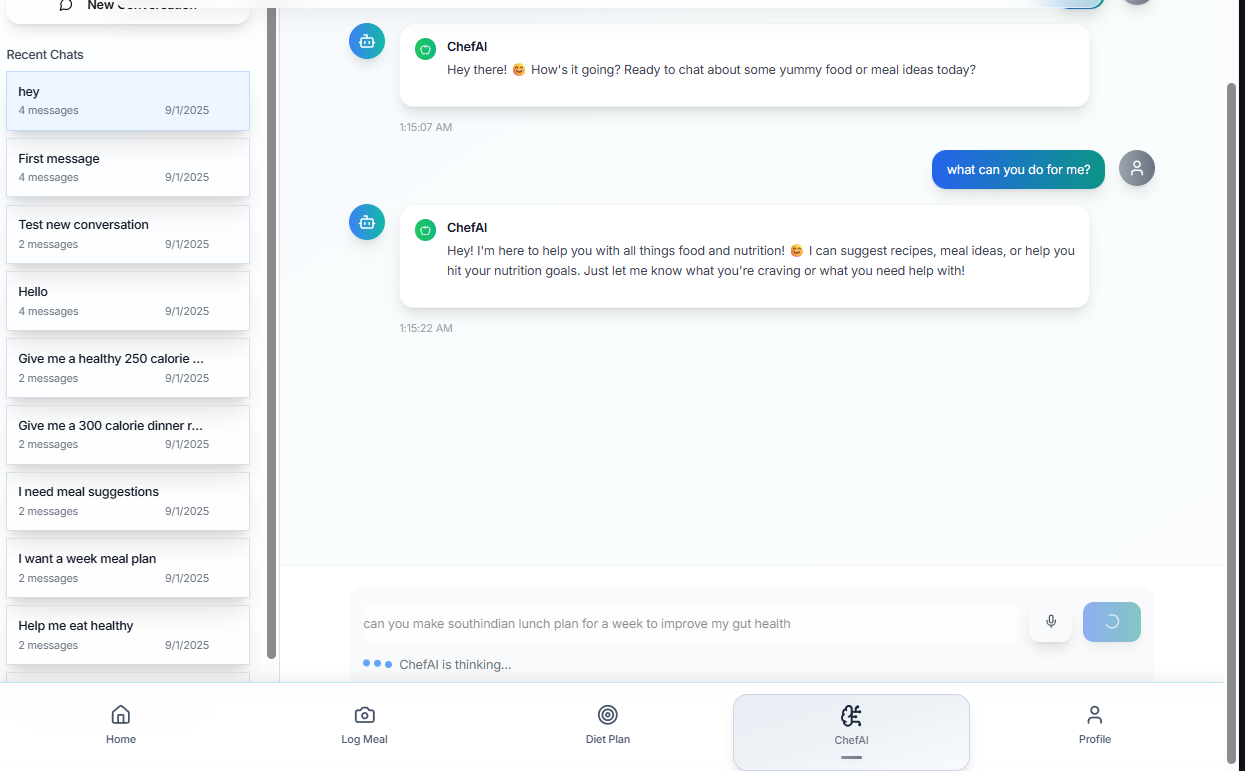 New Conversation
Recent Chats
hey
4 messages 9/1/2025
First message
4 messages 9/1/2025
Test new conversation
2 messages 9/1/2025
Hello
4 messages 9/1/2025
Give me a healthy 250 calorie ...
2 messages 9/1/2025
Give me a 300 calorie dinner r...
2 messages 9/1/2025
I need meal suggestions
2 messages 9/1/2025
I want a week meal plan
2 messages 9/1/2025
Help me eat healthy
2 messages 9/1/2025
ChefAI
Hey there! 😊 How's it going? Ready to chat about some yummy food or meal ideas today?
1:15:07 AM
what can you do for me?
ChefAI
Hey! I'm here to help you with all things food and nutrition! 😊 I can suggest recipes, meal ideas, or help you
hit your nutrition goals. Just let me know what you're craving or what you need help with!
1:15:22 AM
can you make southindian lunch plan for a week to improve my gut health
ChefAI is thinking...
Home
Log Meal
Diet Plan
ChefAI
Profile